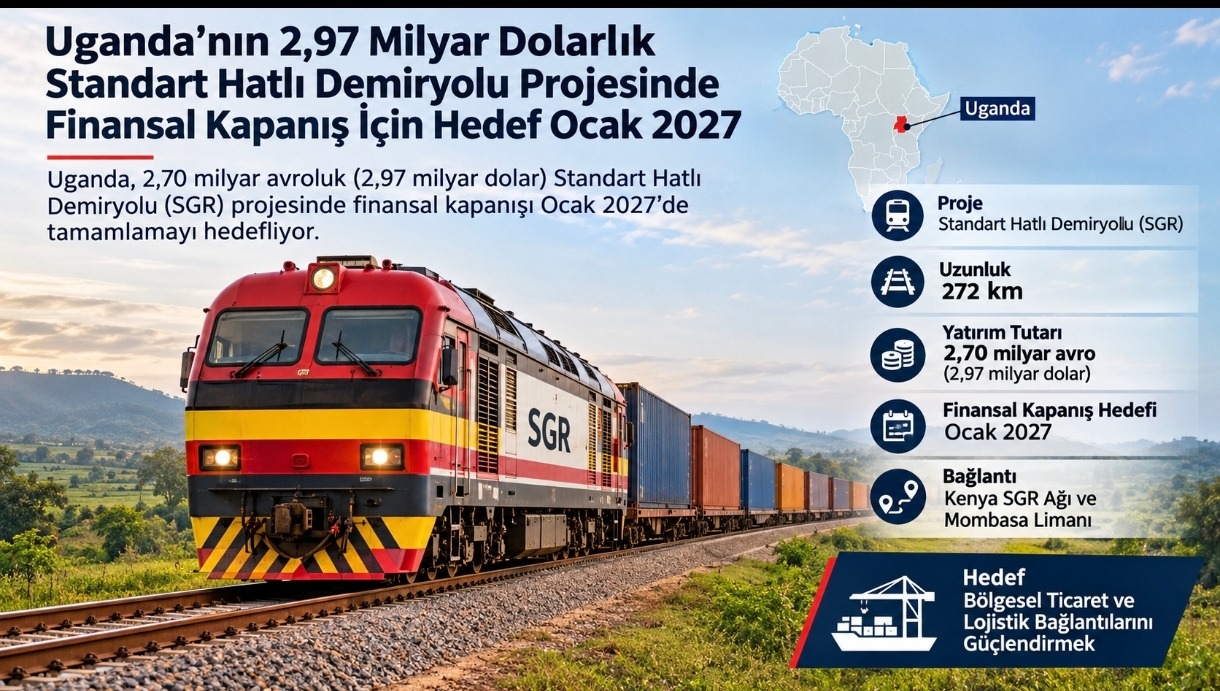 Uganda’nın 2,97 Milyar Dolarlık
Standart Hatlı Demiryolu Projesinde
Finansal Kapanış İçin Hedef Ocak 2027
Uganda, 2,70 milyar avroluk (2,97 milyar dolar) Standart Hatlı
Demiryolu (SGR) projesinde finansal kapanışı Ocak 2027’de
tamamlamayı hedefliyor.
Uganda
Proje
Standart Hatlı Demiryollu (SGR)
Uzunluk
272 km
Yatırım Tutarı
2,70 milyar avro
(2,97 milyar dolar)
Finansal Kapanış Hedefi
Ocak 2027
Bağlantı
Kenya SGR Ağı ve
Mombasa Limanı
Hedef
Bölgesel Ticaret ve
Lojistik Bağlantılarını
Güçlendirmek
SGR